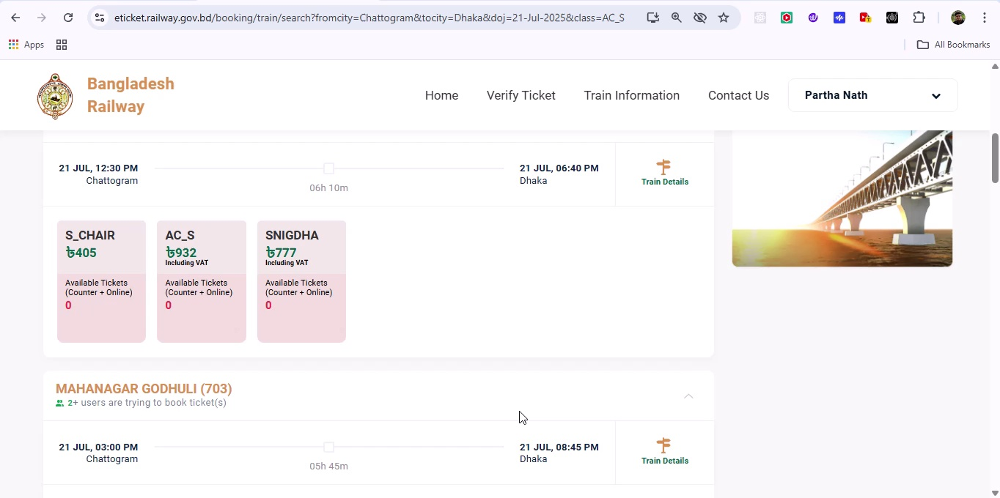 eticket.railway.gov.bd/booking/train/search?fromcity=Chattogram&tocity=Dhaka&doj=21-Jul-2025&class=AC_S
Apps
All Bookmarks
Bangladesh
Railway
Home
Verify Ticket
Train Information
Contact Us
Partha Nath
21 JUL, 12:30 PM
Chattogram
06h 10m
21 JUL, 06:40 PM
Dhaka
Train Details
S_CHAIR
৳405
Available Tickets
(Counter + Online)
0
AC_S
৳932
Including VAT
Available Tickets
(Counter + Online)
0
SNIGDHA
৳777
Including VAT
Available Tickets
(Counter + Online)
0
MAHANAGAR GODHULI (703)
2+ users are trying to book ticket(s)
21 JUL, 03:00 PM
Chattogram
05h 45m
21 JUL, 08:45 PM
Dhaka
Train Details